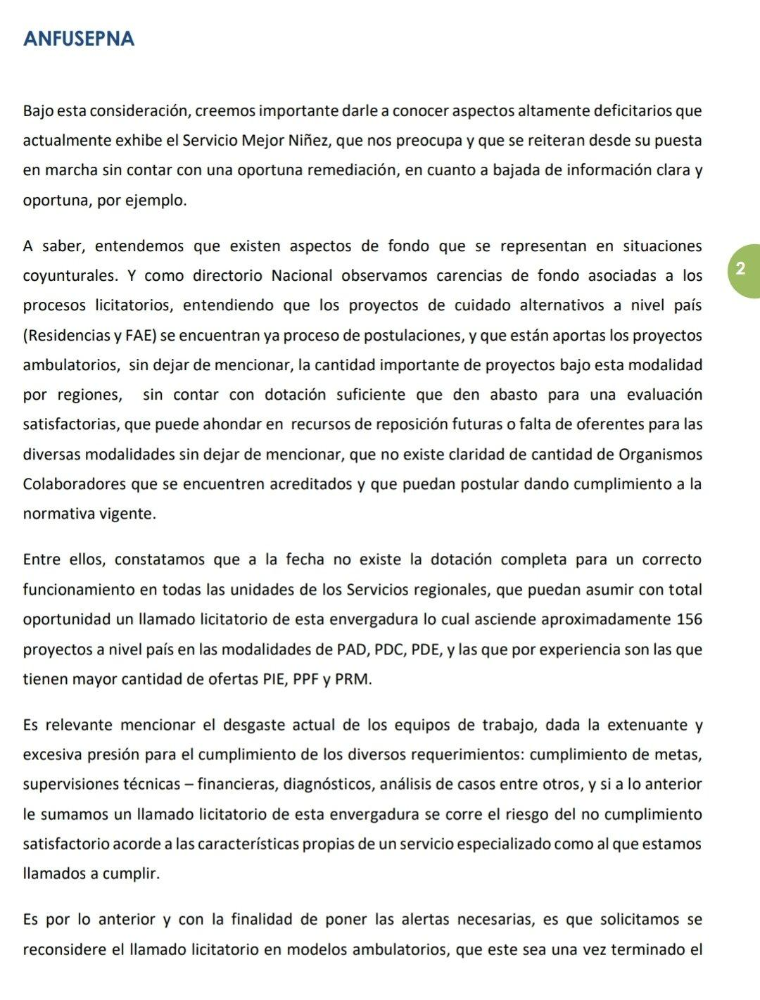 ANFUSEPNA
Bajo esta consideración, creemos importante darle a conocer aspectos altamente deficitarios que
actualmente exhibe el Servicio Mejor Niñez, que nos preocupa y que se reiteran desde su puesta
en marcha sin contar con una oportuna remediación, en cuanto a bajada de información clara y
oportuna, por ejemplo.
A saber, entendemos que existen aspectos de fondo que se representan en situaciones
coyunturales. Y como directorio Nacional observamos carencias de fondo asociadas a los
2
procesos licitatorios, entendiendo que los proyectos de cuidado alternativos a nivel país
(Residencias y FAE) se encuentran ya proceso de postulaciones, y que están aportas los proyectos
ambulatorios, sin dejar de mencionar, la cantidad importante de proyectos bajo esta modalidad
por regiones, sin contar con dotación suficiente que den abasto para una evaluación
satisfactorias, que puede ahondar en recursos de reposición futuras o falta de oferentes para las
diversas modalidades sin dejar de mencionar, que no existe claridad de cantidad de Organismos
Colaboradores que se encuentren acreditados y que puedan postular dando cumplimiento a la
normativa vigente.
Entre ellos, constatamos que a la fecha no existe la dotación completa para un correcto
funcionamiento en todas las unidades de los Servicios regionales, que puedan asumir con total
oportunidad un llamado licitatorio de esta envergadura lo cual asciende aproximadamente 156
proyectos a nivel país en las modalidades de PAD, PDC, PDE, y las que por experiencia son las que
tienen mayor cantidad de ofertas PIE, PPF y PRM.
Es relevante mencionar el desgaste actual de los equipos de trabajo, dada la extenuante y
excesiva presión para el cumplimiento de los diversos requerimientos: cumplimiento de metas,
supervisiones técnicas – financieras, diagnósticos, análisis de casos entre otros, y si a lo anterior
le sumamos un llamado licitatorio de esta envergadura se corre el riesgo del no cumplimiento
satisfactorio acorde a las características propias de un servicio especializado como al que estamos
llamados a cumplir.
Es por lo anterior y con la finalidad de poner las alertas necesarias, es que solicitamos se
reconsidere el llamado licitatorio en modelos ambulatorios, que este sea una vez terminado el